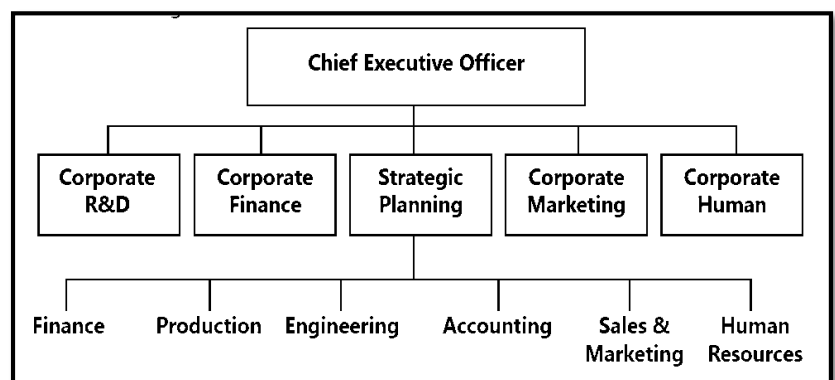 Chief Executive Officer
Corporate R&D
Corporate Finance
Strategic Planning
Corporate Marketing
Corporate Human
Finance
Production
Engineering
Accounting
Sales & Marketing
Human Resources